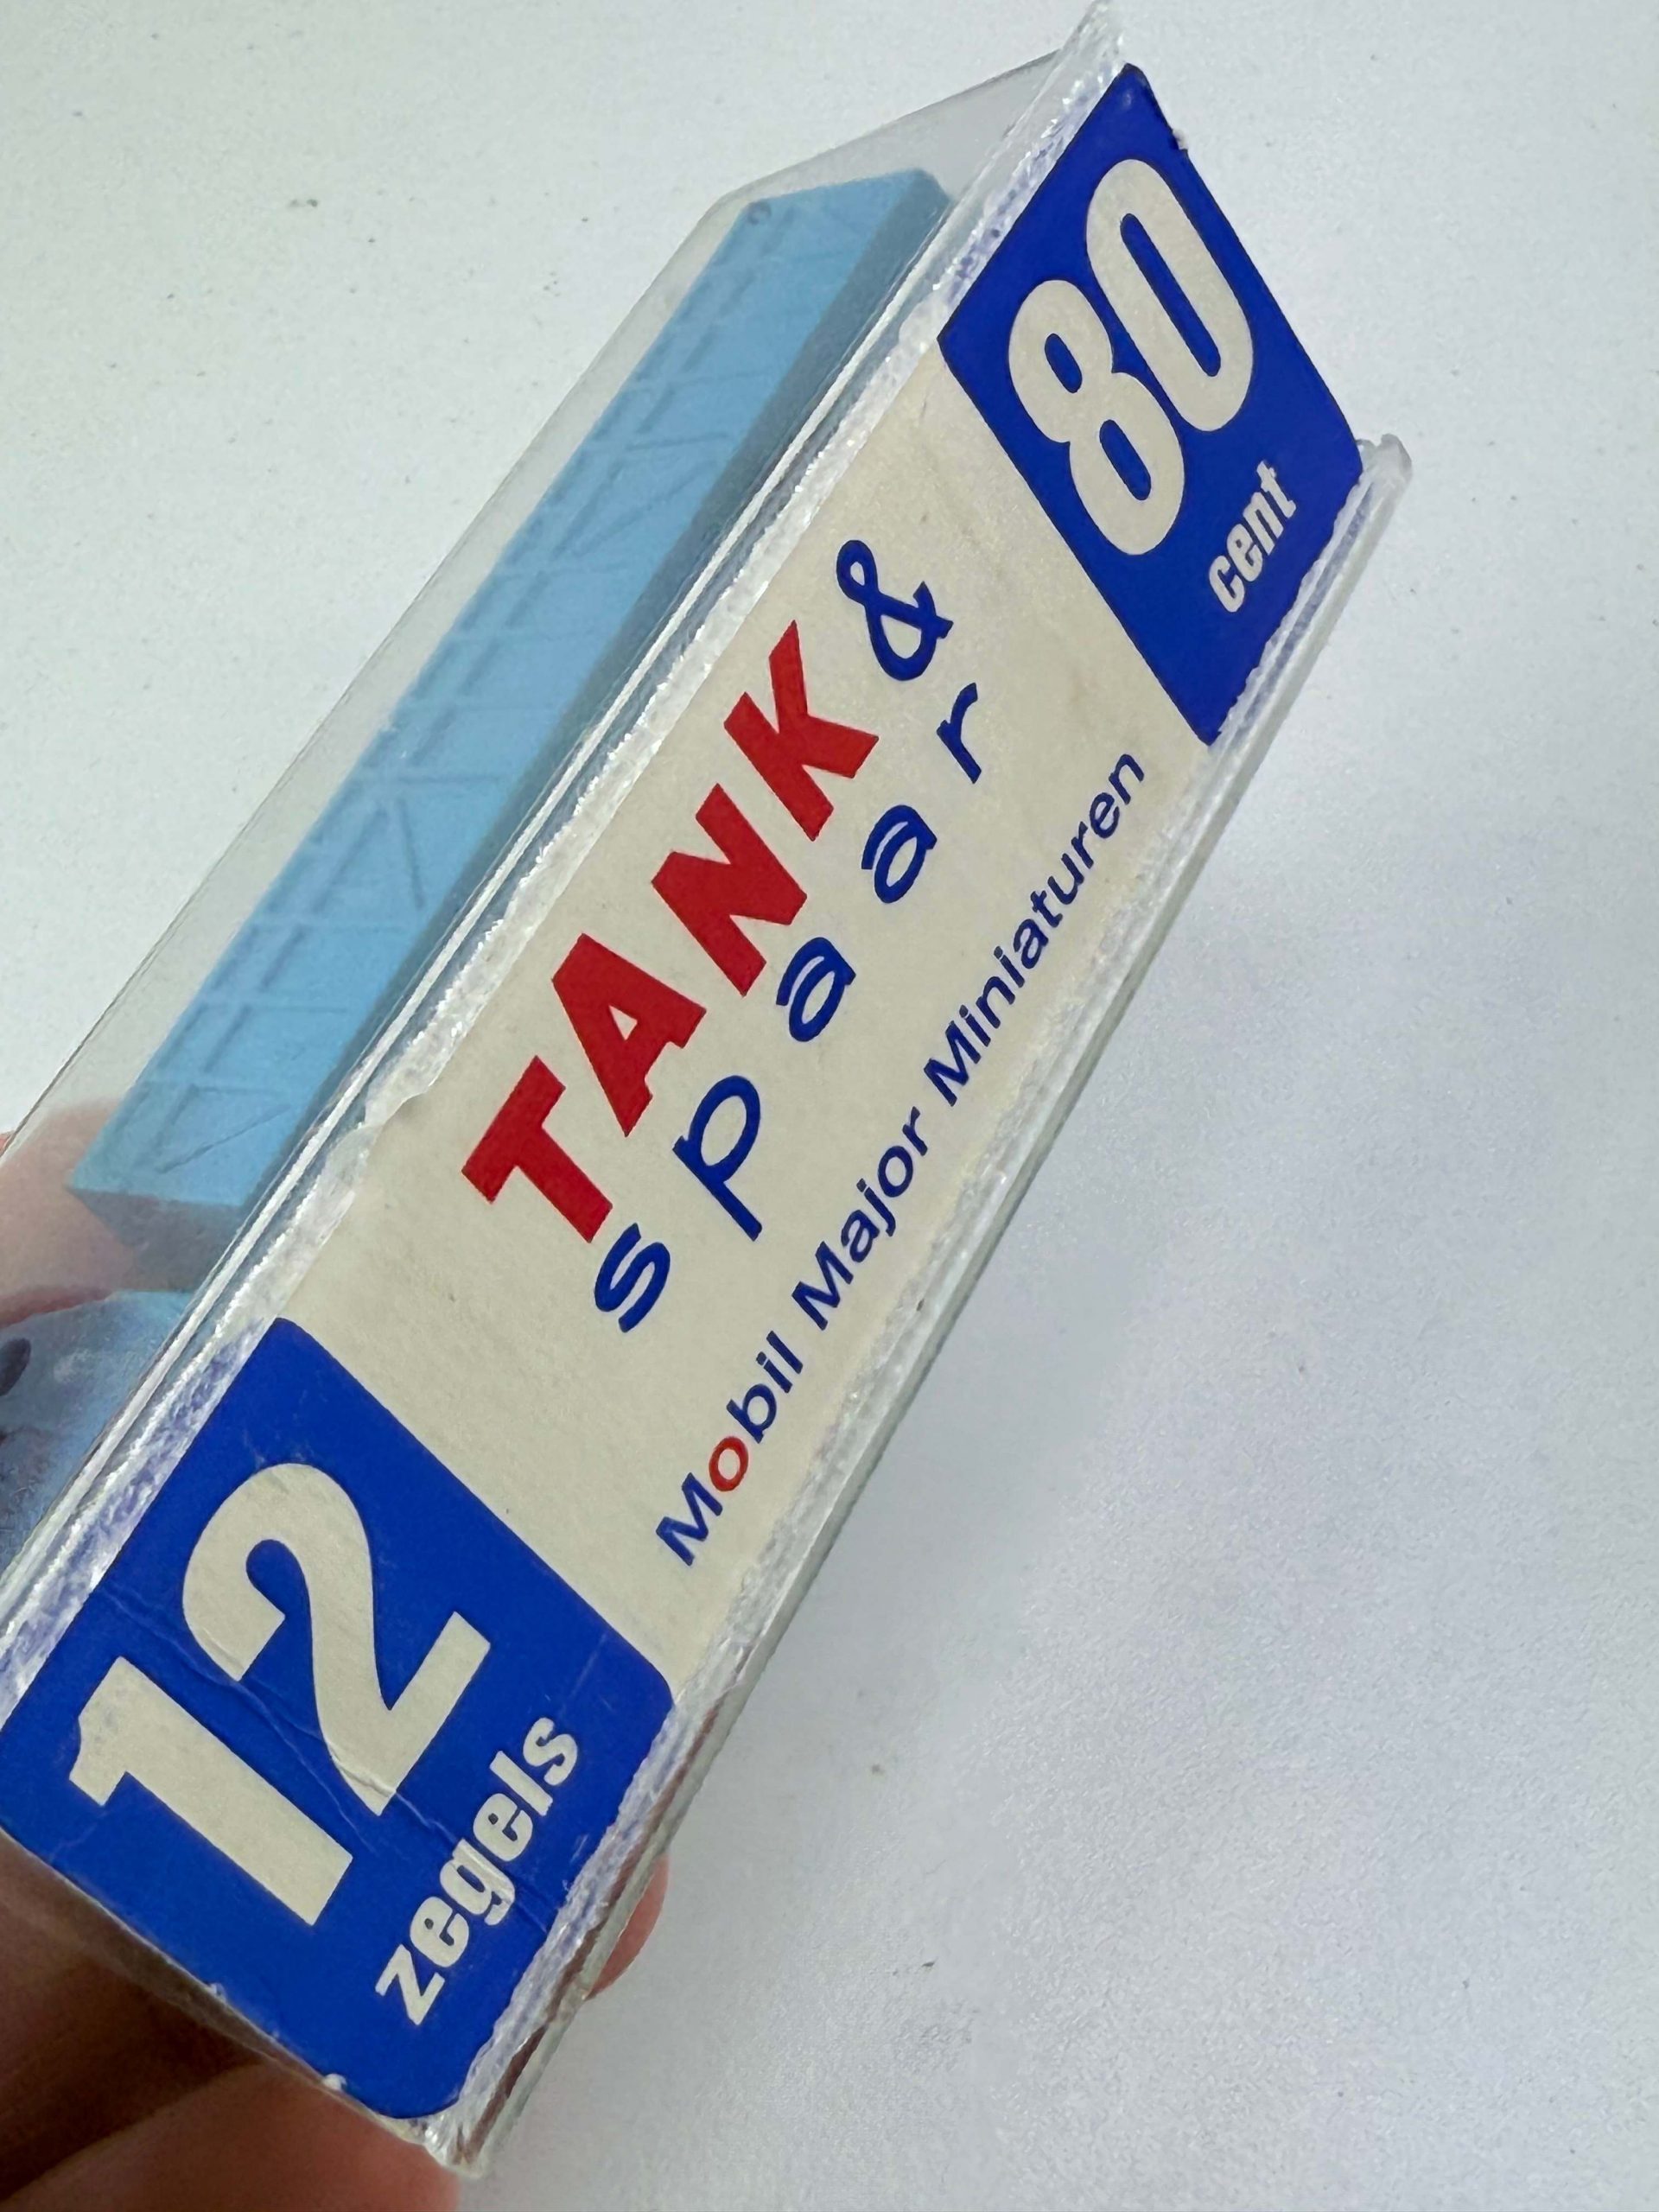 12
zegels
TANK &
spaar
Mobil Major Miniaturen
80
cent